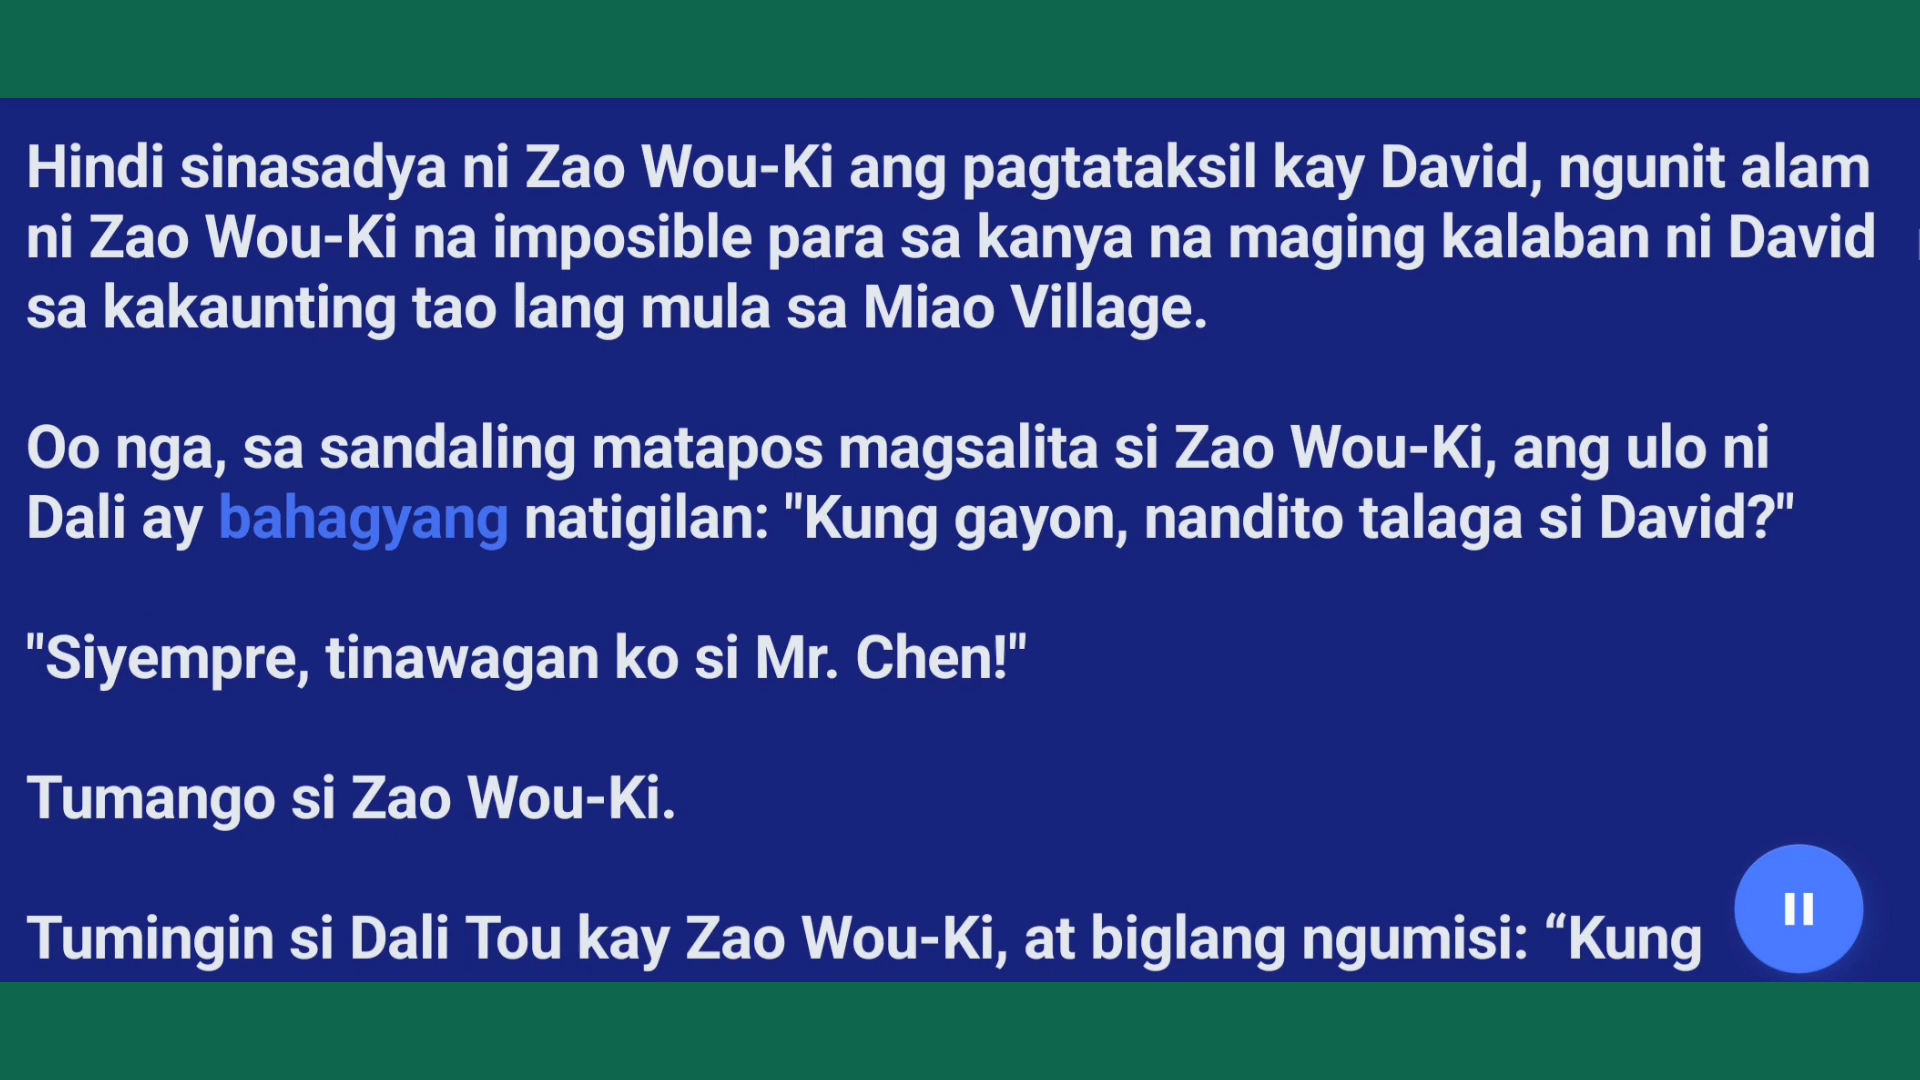 Hindi sinasadya ni Zao Wou-Ki ang pagtataksil kay David, ngunit alam
ni Zao Wou-Ki na imposible para sa kanya na maging kalaban ni David
sa kakaunting tao lang mula sa Miao Village.
Oo nga, sa sandaling matapos magsalita si Zao Wou-Ki, ang ulo ni
Dali ay bahagyang natigilan: "Kung gayon, nandito talaga si David?"
"Siyempre, tinawagan ko si Mr. Chen!"
Tumango si Zao Wou-Ki.
Tumingin si Dali Tou kay Zao Wou-Ki, at biglang ngumisi: “Kung